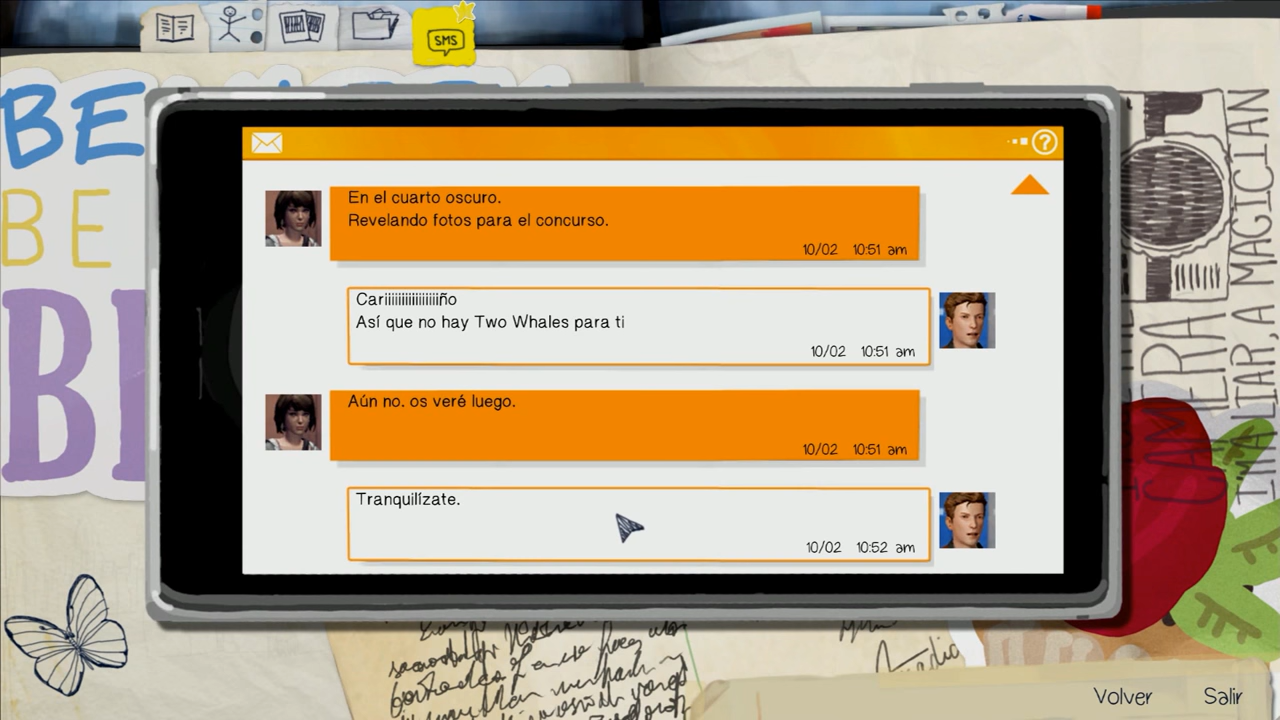 SMS
BE
BE
En el cuarto oscuro.
Revelando fotos para el concurso.
10/02 10:51 am
Cariiiiiiiiiiiiiiiiño
Así que no hay Two Whales para ti
10/02 10:51 am
Aún no. os veré luego.
10/02 10:51 am
Tranquilízate.
10/02 10:52 am
CAMERA
FAMILIAR, A MAGICIAN
Volver Salir